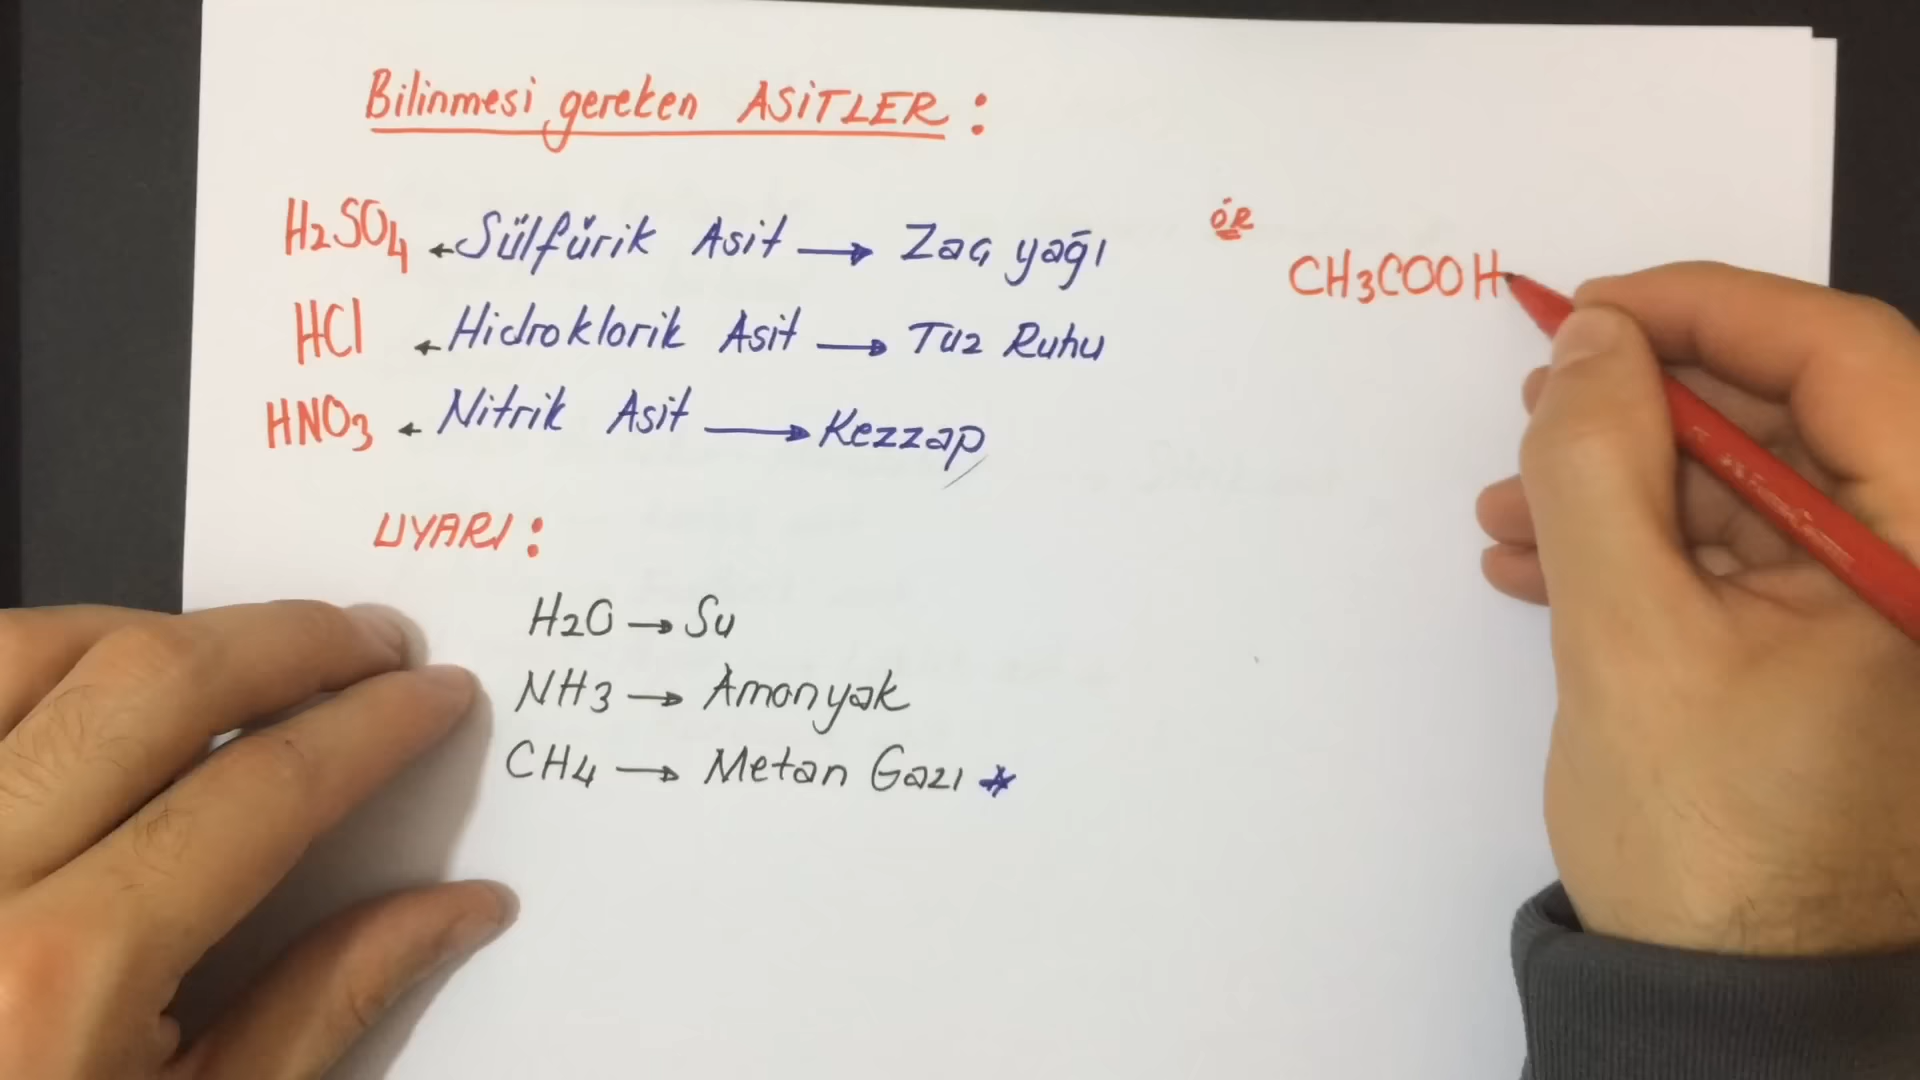 Bilinmesi gereken ASİTLER :
H2SO4 ← Sülfürik Asit → Zaç yağı
HCl ← Hidroklorik Asit → Tuz Ruhu
HNO3 ← Nitrik Asit → Kezzap
UYARI :
H2O → Su
NH3 → Amonyak
CH4 → Metan Gazı *
ÖR
CH3COOH